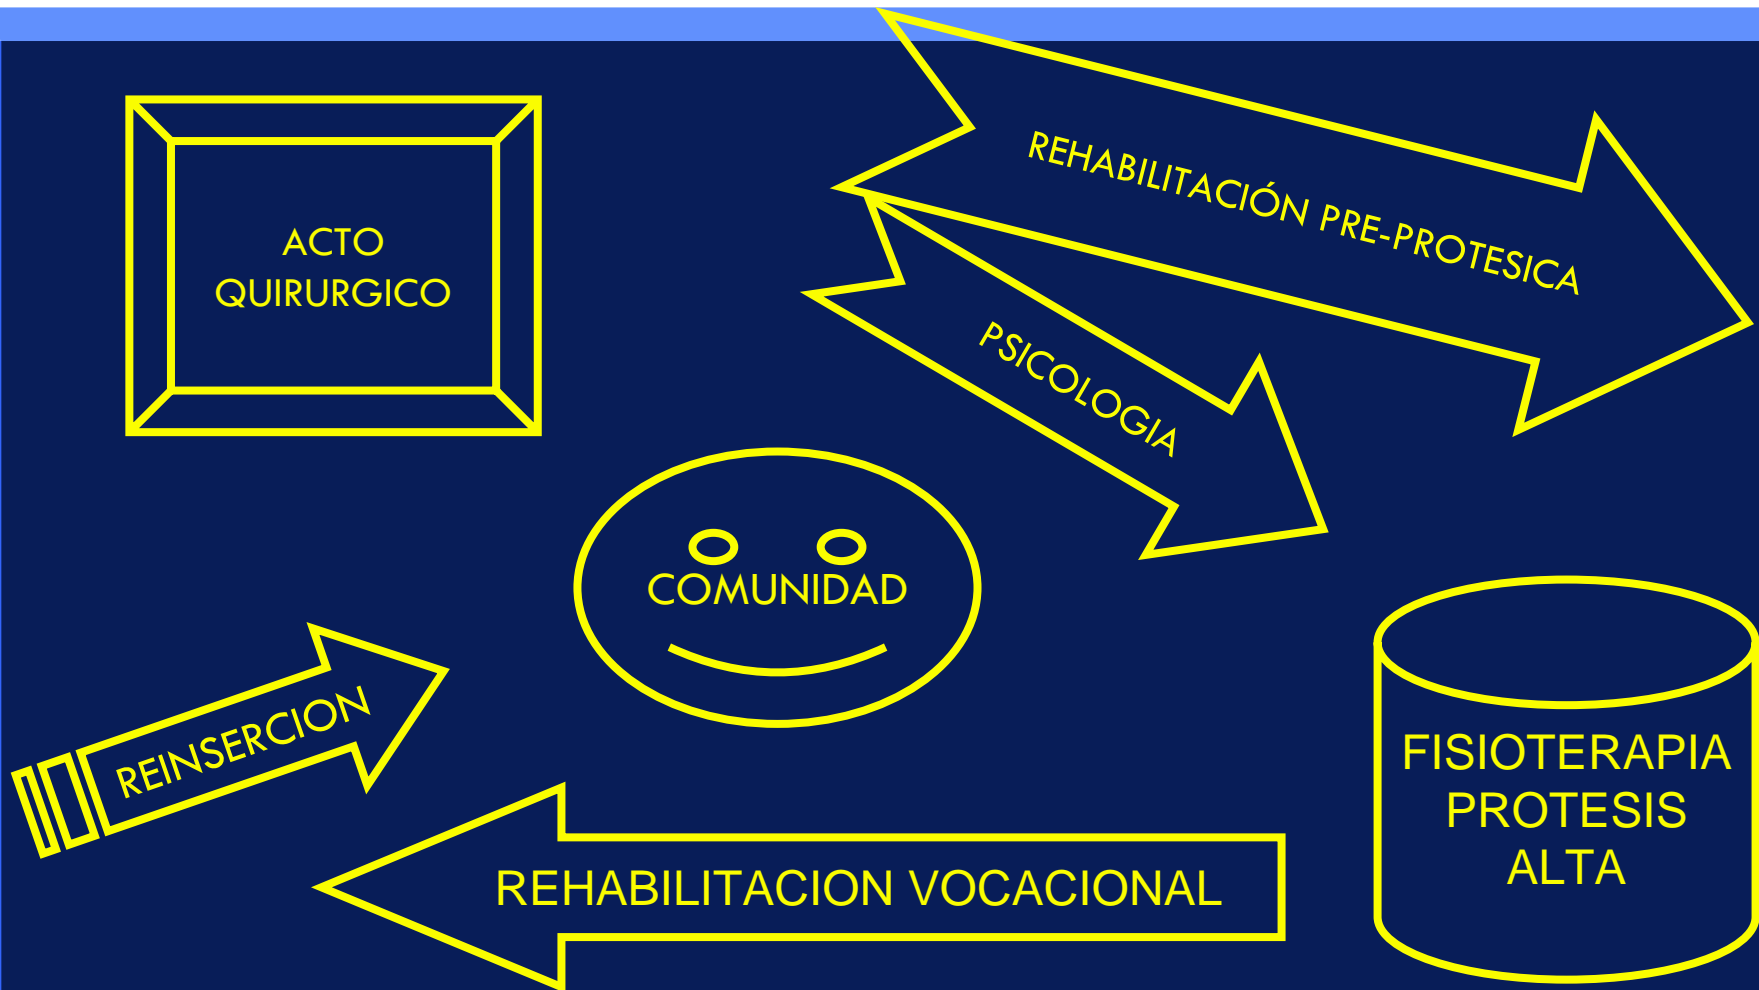 ACTO
QUIRURGICO
REHABILITACIÓN PRE-PROTESICA
PSICOLOGIA
COMUNIDAD
REINSERCION
FISIOTERAPIA
PROTESIS
ALTA
REHABILITACION VOCACIONAL